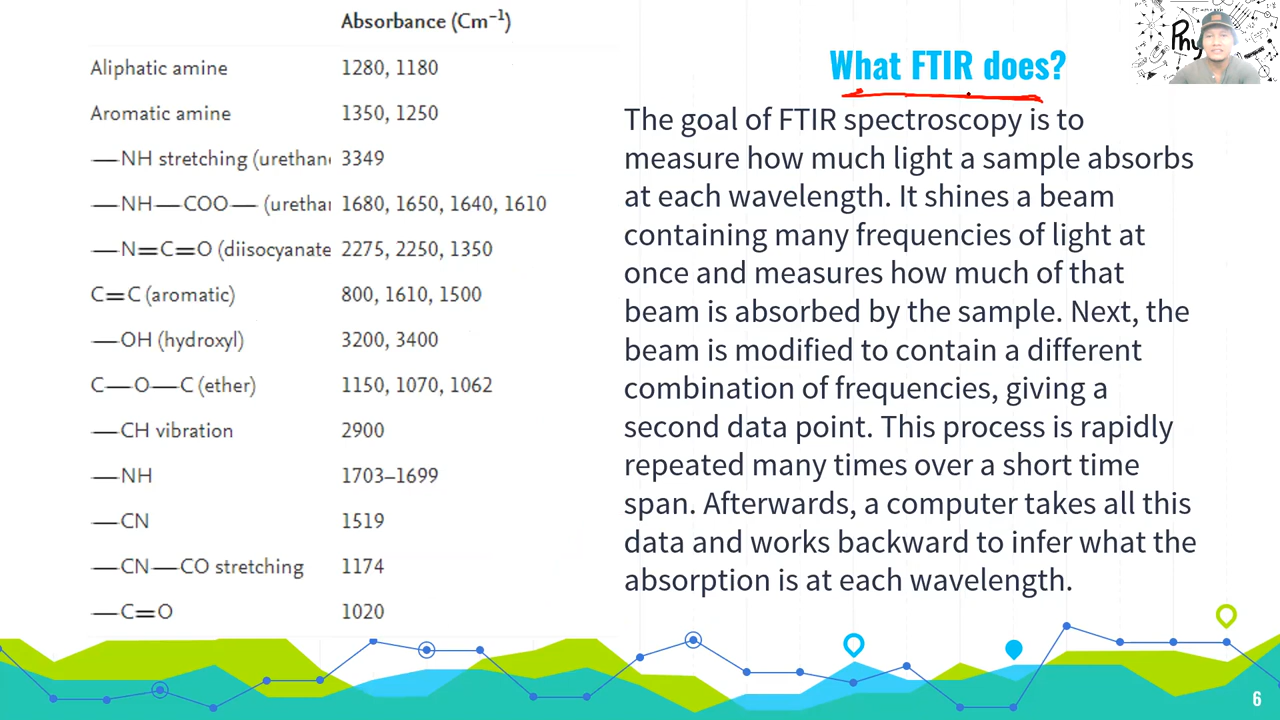 Absorbance (Cm⁻¹)
Aliphatic amine 1280, 1180
Aromatic amine 1350, 1250
—NH stretching (urethan 3349
—NH—COO— (uretha 1680, 1650, 1640, 1610
—N=C=O (diisocyanate 2275, 2250, 1350
C=C (aromatic) 800, 1610, 1500
—OH (hydroxyl) 3200, 3400
C—O—C (ether) 1150, 1070, 1062
—CH vibration 2900
—NH 1703–1699
—CN 1519
—CN—CO stretching 1174
—C=O 1020
Phy
What FTIR does?
The goal of FTIR spectroscopy is to
measure how much light a sample absorbs
at each wavelength. It shines a beam
containing many frequencies of light at
once and measures how much of that
beam is absorbed by the sample. Next, the
beam is modified to contain a different
combination of frequencies, giving a
second data point. This process is rapidly
repeated many times over a short time
span. Afterwards, a computer takes all this
data and works backward to infer what the
absorption is at each wavelength.
6